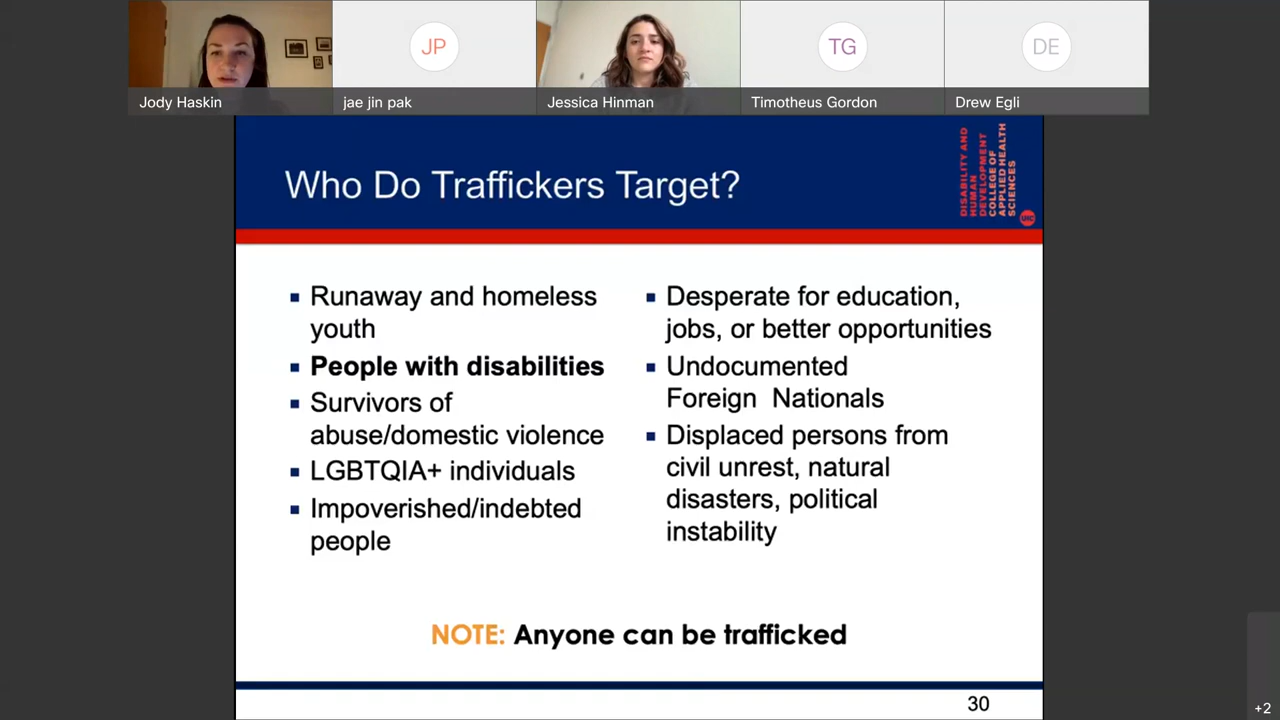 JP
TG
DE
Jody Haskin
jae jin pak
Jessica Hinman
Timotheus Gordon
Drew Egli
Who Do Traffickers Target?
DISABILITY AND
HUMAN
DEVELOPMENT
COLLEGE OF
APPLIED HEALTH
SCIENCES
UIC
Runaway and homeless
youth
People with disabilities
Survivors of
abuse/domestic violence
LGBTQIA+ individuals
Impoverished/indebted
people
Desperate for education,
jobs, or better opportunities
Undocumented
Foreign Nationals
Displaced persons from
civil unrest, natural
disasters, political
instability
NOTE: Anyone can be trafficked
30
+2